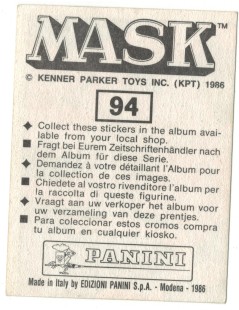 MASK™
© KENNER PARKER TOYS INC. (KPT) 1986
94
◆ Collect these stickers in the album avai-
lable from your local shop.
■ Fragt bei Eurem Zeitschriftenhändler nach
dem Album für diese Serie.
◆ Demandez à votre détaillant l'Album pour
la collection de ces images.
■ Chiedete al vostro rivenditore l'album per
la raccolta di queste figurine.
◆ Vraagt aan uw verkoper het album voor
uw verzameling van deze prentjes.
■ Para coleccionar estos cromos compra
tu album en cualquier kiosko.
PANINI
Made in Italy by EDIZIONI PANINI S.p.A. - Modena - 1986